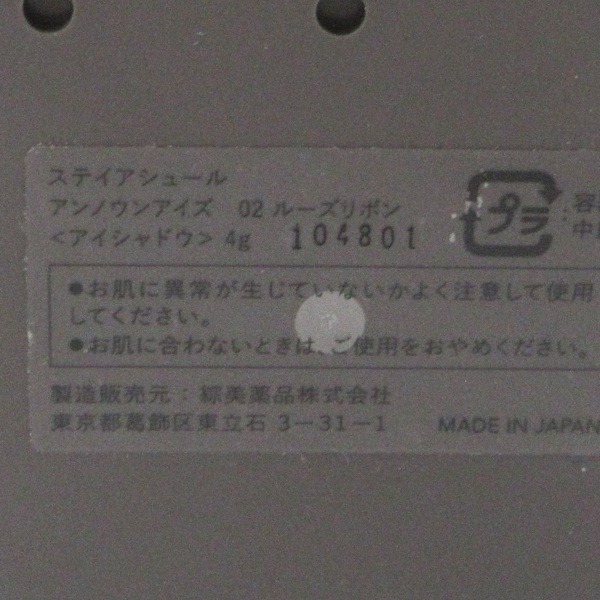 ステイアシュール
アンノウンアイズ 02 ルーズリボン
<アイシャドウ> 4g 104801
プラ : 容
中
●お肌に異常が生じていないかよく注意して使用
してください。
●お肌に合わないときは、ご使用をおやめください。
製造販売元 : 綜美薬品株式会社
東京都葛飾区東立石 3-31-1 MADE IN JAPAN